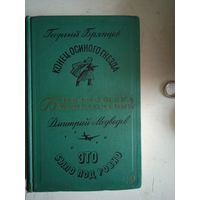 Георгий Брянцев
КОНЕЦ ОСИНОГО ГНЕЗДА
Дмитрий Медведев
ЭТО
БЫЛО ПОД РОВНО